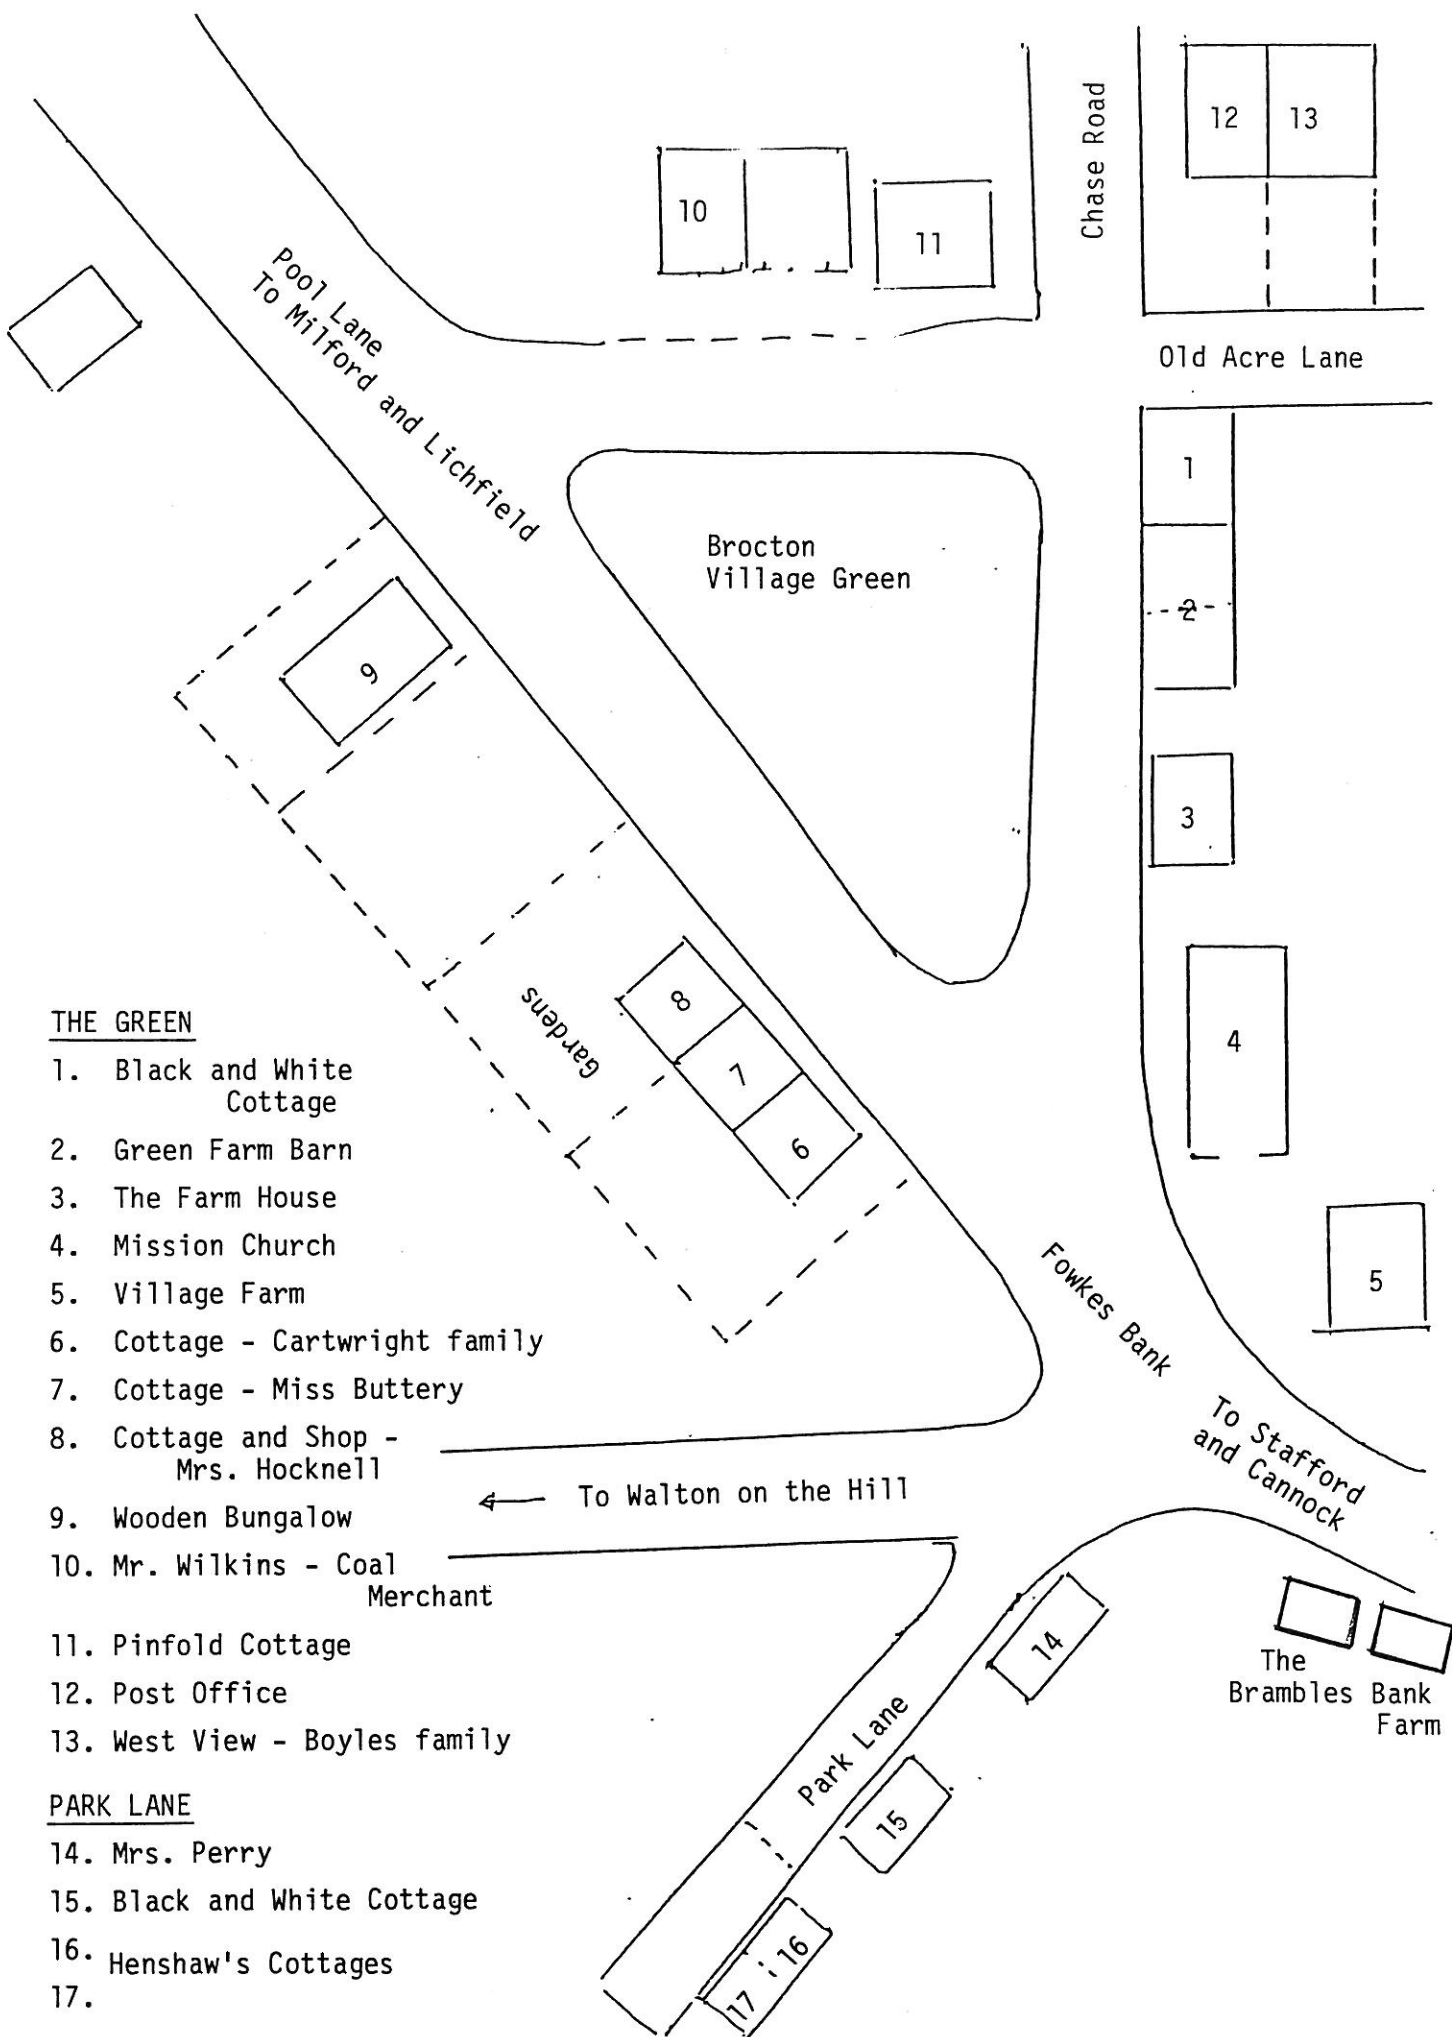 Chase Road
12
13
10
11
Pool Lane
To Milford and Lichfield
Old Acre Lane
1
Brocton
Village Green
2
9
3
8
Gardens
7
6
4
5
Fowkes Bank
To Stafford
and Cannock
To Walton on the Hill
14
The
Brambles
Bank
Farm
Park Lane
15
16
17
THE GREEN
1. Black and White
Cottage
2. Green Farm Barn
3. The Farm House
4. Mission Church
5. Village Farm
6. Cottage - Cartwright family
7. Cottage - Miss Buttery
8. Cottage and Shop -
Mrs. Hocknell
9. Wooden Bungalow
10. Mr. Wilkins - Coal
Merchant
11. Pinfold Cottage
12. Post Office
13. West View - Boyles family
PARK LANE
14. Mrs. Perry
15. Black and White Cottage
16.
Henshaw's Cottages
17.